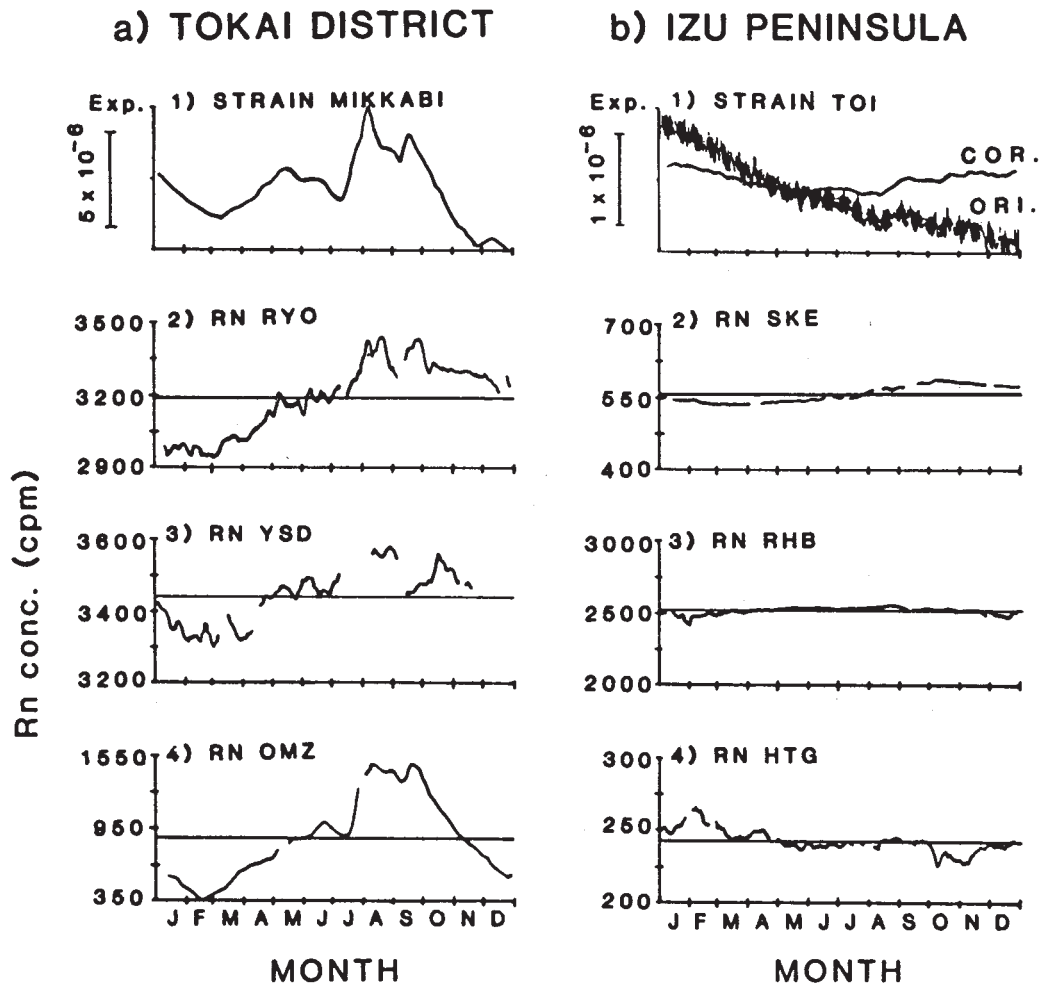 a) TOKAI DISTRICT
Exp. 1) STRAIN MIKKABI
5 x 10⁻⁶
3500 2) RN RYO
3200
2900
3600 3) RN YSD
3400
3200
1550 4) RN OMZ
950
350
J F M A M J J A S O N D
MONTH
Rn conc. (cpm)
b) IZU PENINSULA
Exp. 1) STRAIN TOI
1 x 10⁻⁶
COR.
ORI.
700 2) RN SKE
550
400
3000 3) RN RHB
2500
2000
300 4) RN HTG
250
200
J F M A M J J A S O N D
MONTH